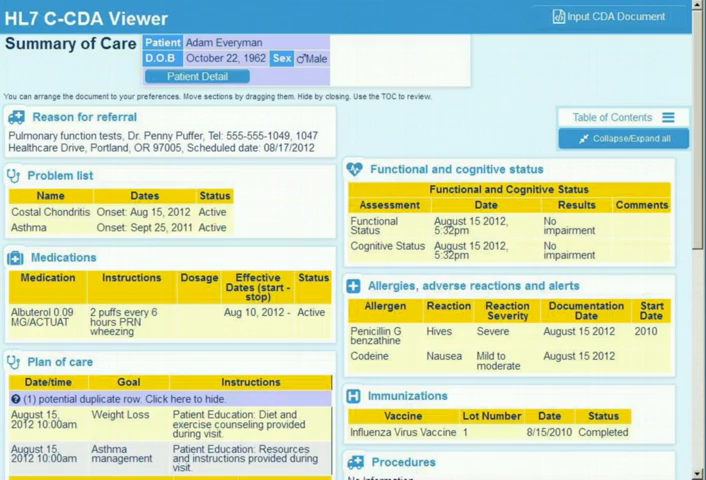 HL7 C-CDA Viewer
Input CDA Document
Summary of Care
Patient Adam Everyman
D.O.B October 22, 1962 Sex ♂Male
Patient Detail
You can arrange the document to your preferences. Move sections by dragging them. Hide by closing. Use the TOC to review.
Reason for referral
Pulmonary function tests, Dr. Penny Puffer, Tel: 555-555-1049, 1047
Healthcare Drive, Portland, OR 97005, Scheduled date: 08/17/2012
Table of Contents
Collapse/Expand all
Problem list
Name Dates Status
Costal Chondritis Onset: Aug 15, 2012 Active
Asthma Onset: Sept 25, 2011 Active
Medications
Medication Instructions Dosage Effective Dates (start - stop) Status
Albuterol 0.09 MG/ACTUAT 2 puffs every 6 hours PRN wheezing Aug 10, 2012 - Active
Plan of care
Date/time Goal Instructions
(1) potential duplicate row. Click here to hide.
August 15, 2012 10:00am Weight Loss Patient Education: Diet and exercise counseling provided during visit.
August 15, 2012 10:00am Asthma management Patient Education: Resources and instructions provided during visit.
Functional and cognitive status
Functional and Cognitive Status
Assessment Date Results Comments
Functional Status August 15 2012, 5:32pm No impairment
Cognitive Status August 15 2012, 5:32pm No impairment
Allergies, adverse reactions and alerts
Allergen Reaction Reaction Severity Documentation Date Start Date
Penicillin G benzathine Hives Severe August 15 2012 2010
Codeine Nausea Mild to moderate August 15 2012
Immunizations
Vaccine Lot Number Date Status
Influenza Virus Vaccine 1 8/15/2010 Completed
Procedures
No Information